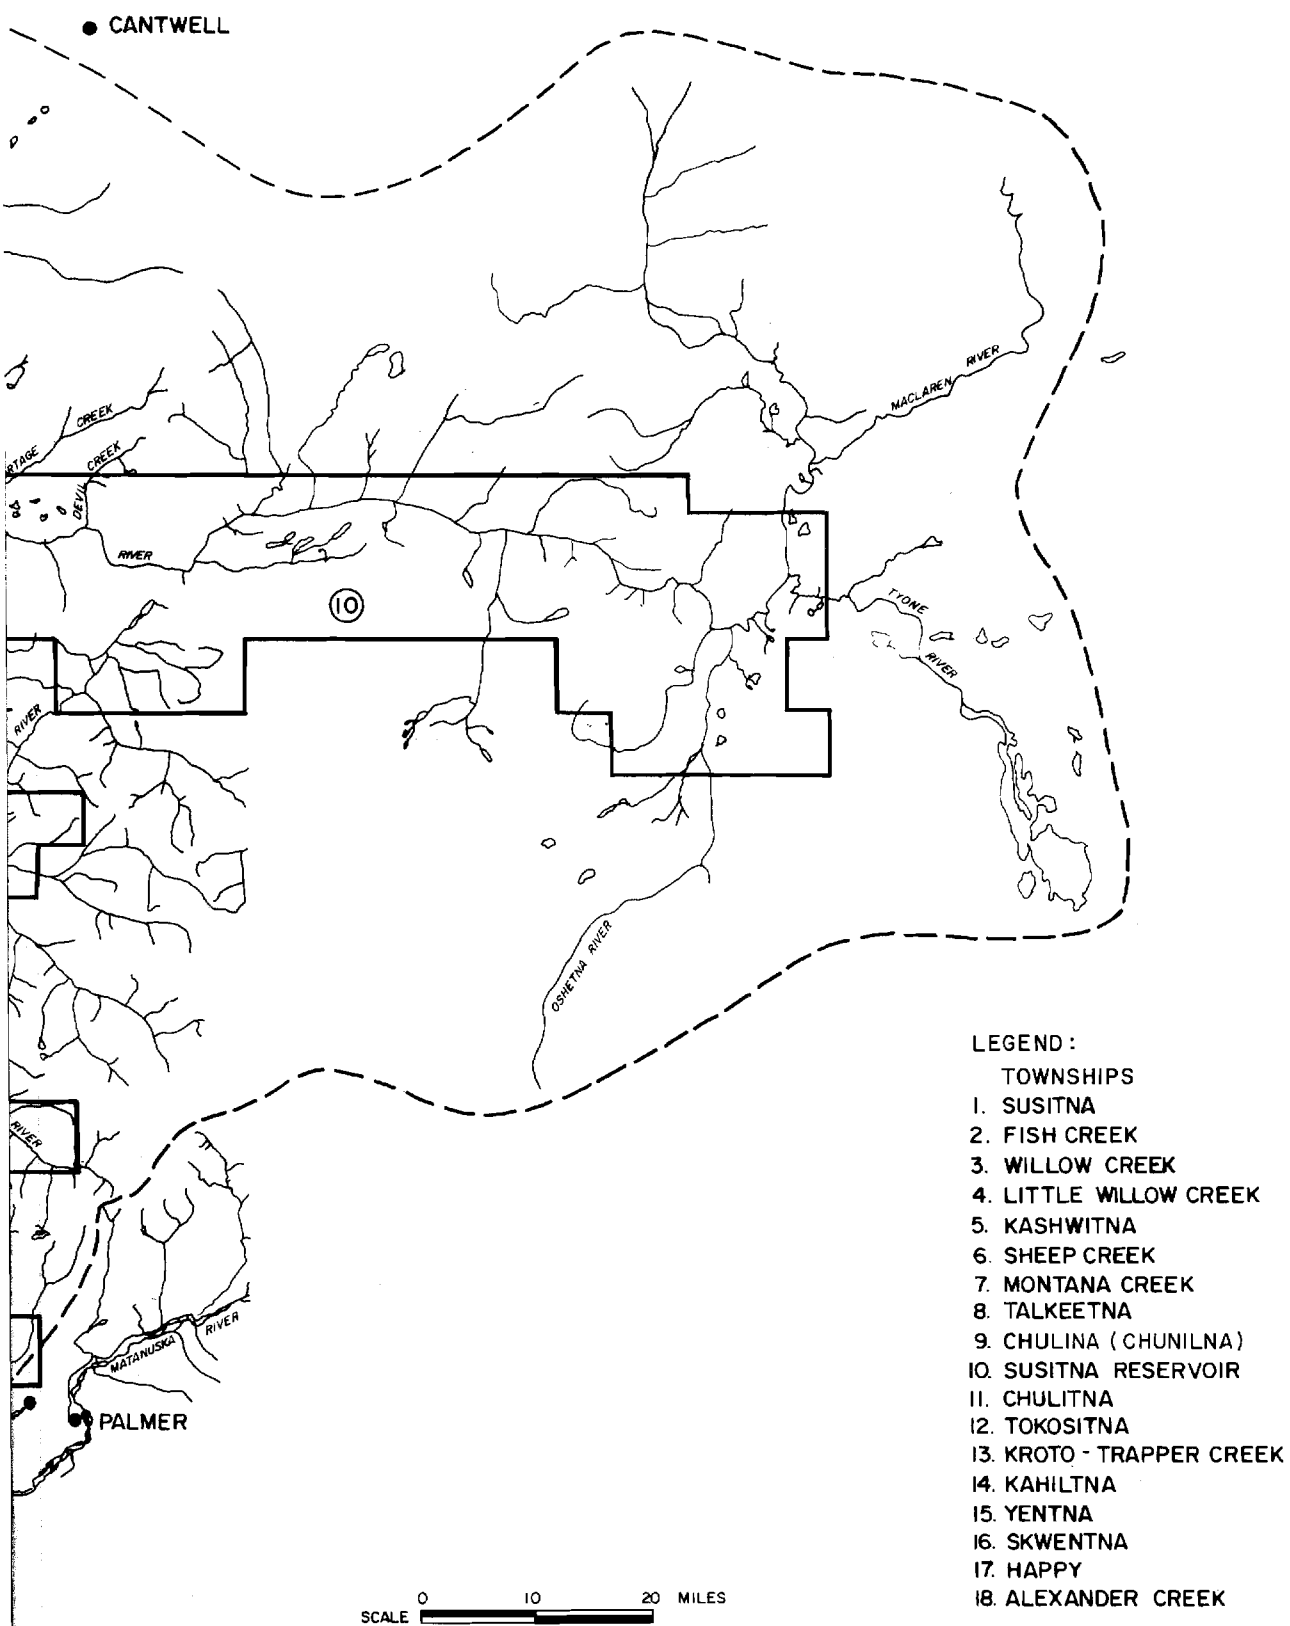 CANTWELL
MACLAREN RIVER
CREEK
RTAGE
DEVIL CREEK
RIVER
10
TYONE RIVER
RIVER
OSHETNA RIVER
RIVER
MATANUSKA RIVER
PALMER
LEGEND :
TOWNSHIPS
1. SUSITNA
2. FISH CREEK
3. WILLOW CREEK
4. LITTLE WILLOW CREEK
5. KASHWITNA
6. SHEEP CREEK
7. MONTANA CREEK
8. TALKEETNA
9. CHULINA ( CHUNILNA )
10. SUSITNA RESERVOIR
11. CHULITNA
12. TOKOSITNA
13. KROTO - TRAPPER CREEK
14. KAHILTNA
15. YENTNA
16. SKWENTNA
17. HAPPY
18. ALEXANDER CREEK
0 10 20 MILES
SCALE